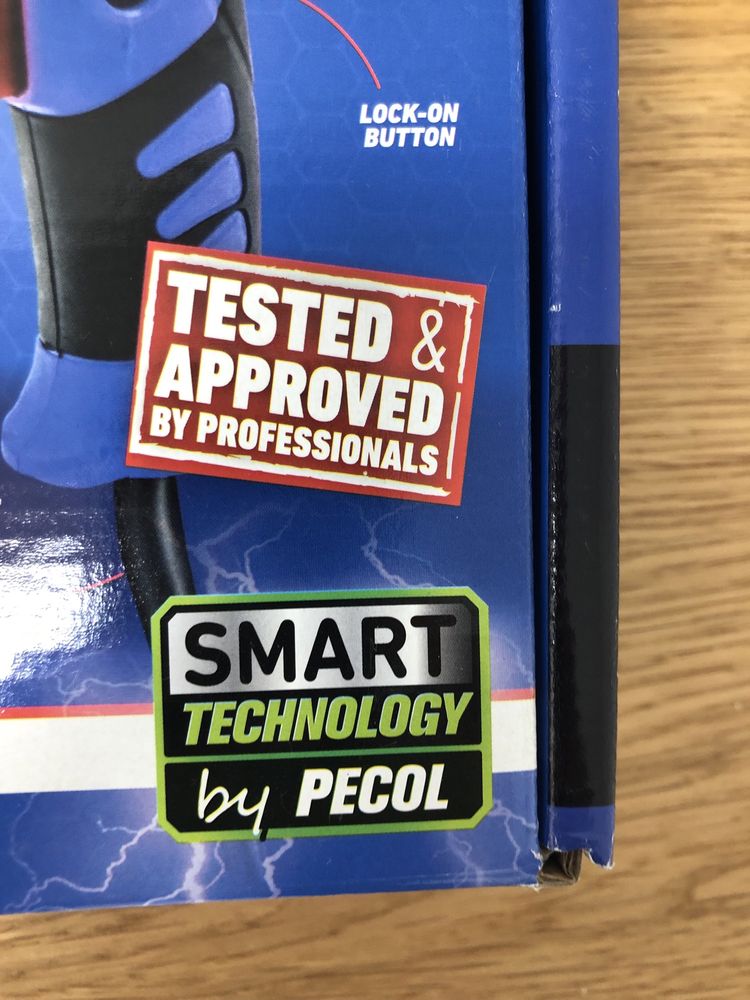 LOCK-ON
BUTTON
TESTED &
APPROVED
BY PROFESSIONALS
SMART
TECHNOLOGY
by PECOL